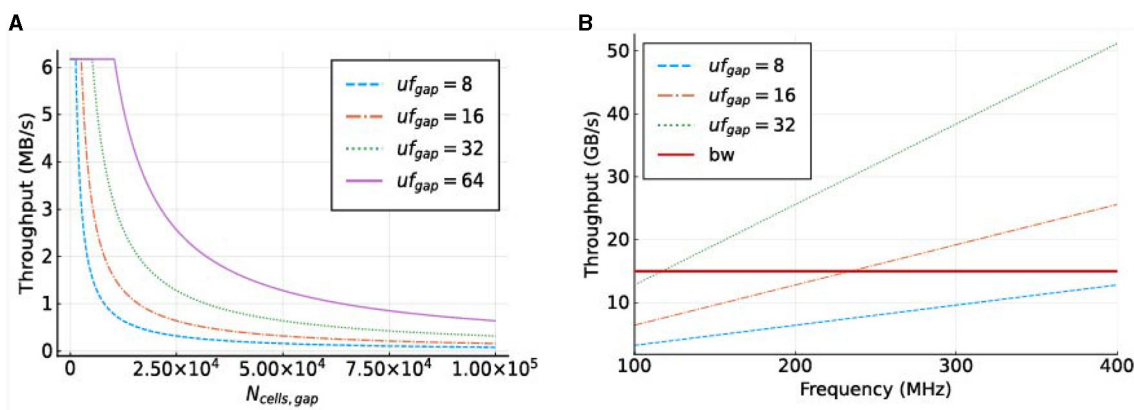 A
Throughput (MB/s)
6
5
4
3
2
1
0
uf_gap = 8
uf_gap = 16
uf_gap = 32
uf_gap = 64
0
2.50×10⁴
5.00×10⁴
7.50×10⁴
1.00×10⁵
N_cells,gap
B
Throughput (GB/s)
50
40
30
20
10
uf_gap = 8
uf_gap = 16
uf_gap = 32
bw
100
200
300
400
Frequency (MHz)